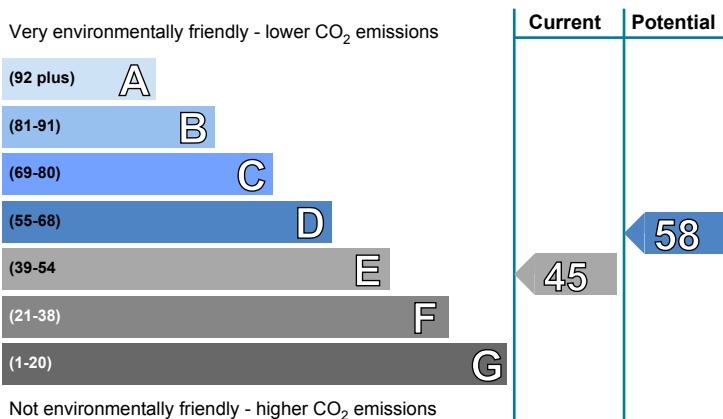 Current Potential
Very environmentally friendly - lower CO2 emissions
(92 plus) A
(81-91) B
(69-80) C
(55-68) D
58
(39-54 E
45
(21-38) F
(1-20) G
Not environmentally friendly - higher CO2 emissions